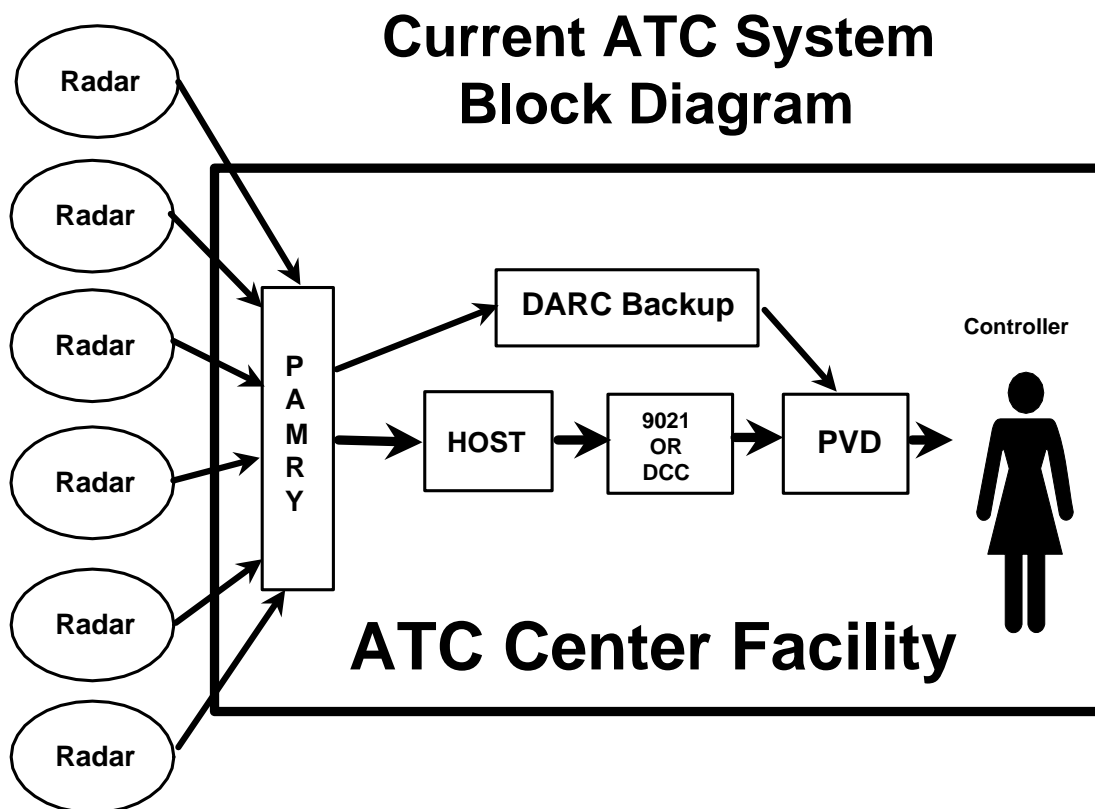 Current ATC System
Block Diagram
Radar
Radar
Radar
Radar
Radar
Radar
P
A
M
R
Y
DARC Backup
HOST
9021
OR
DCC
PVD
Controller
ATC Center Facility